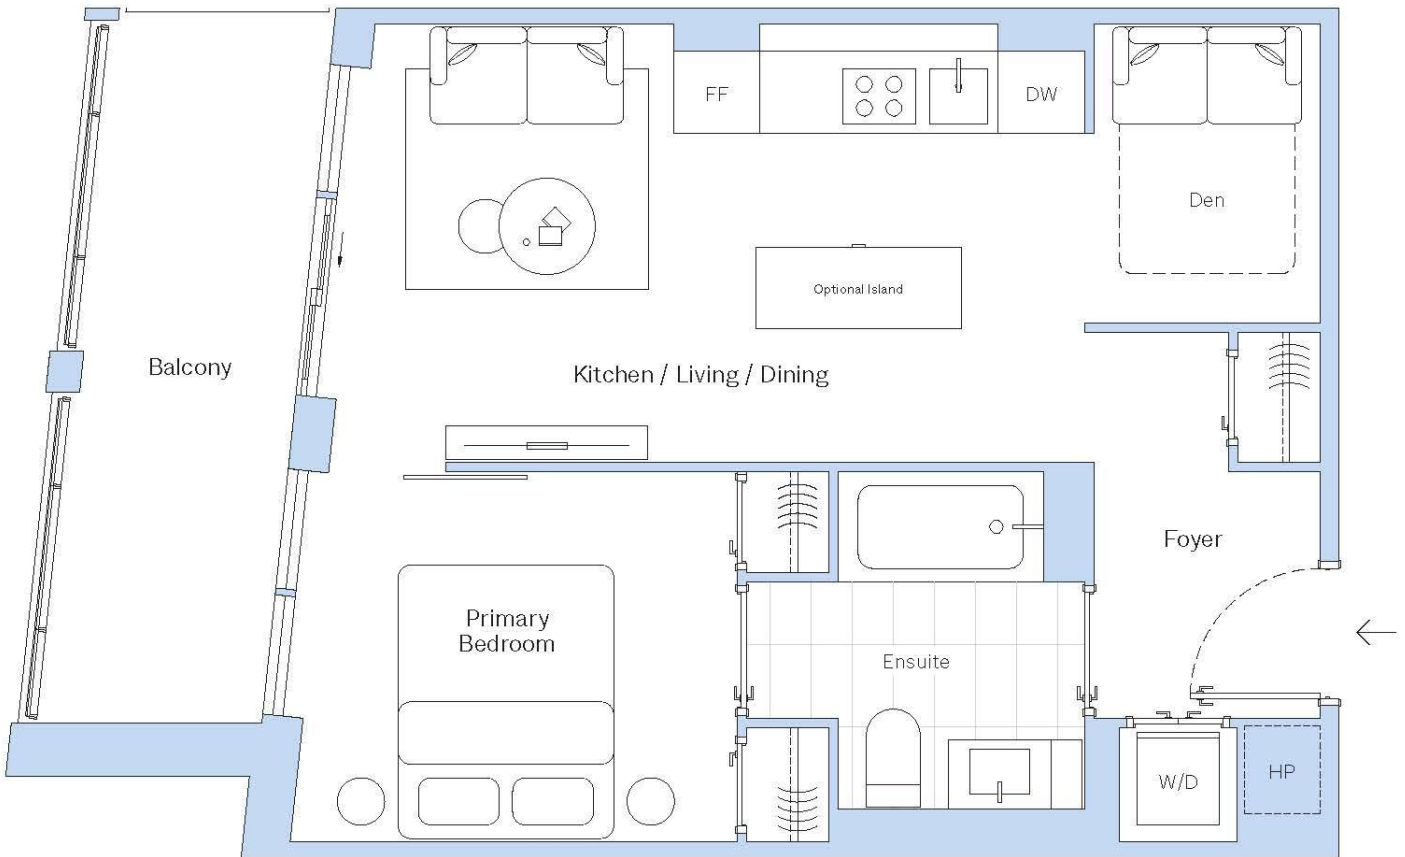 FF
DW
Den
Optional Island
Balcony
Kitchen / Living / Dining
Foyer
Primary
Bedroom
Ensuite
W/D
HP